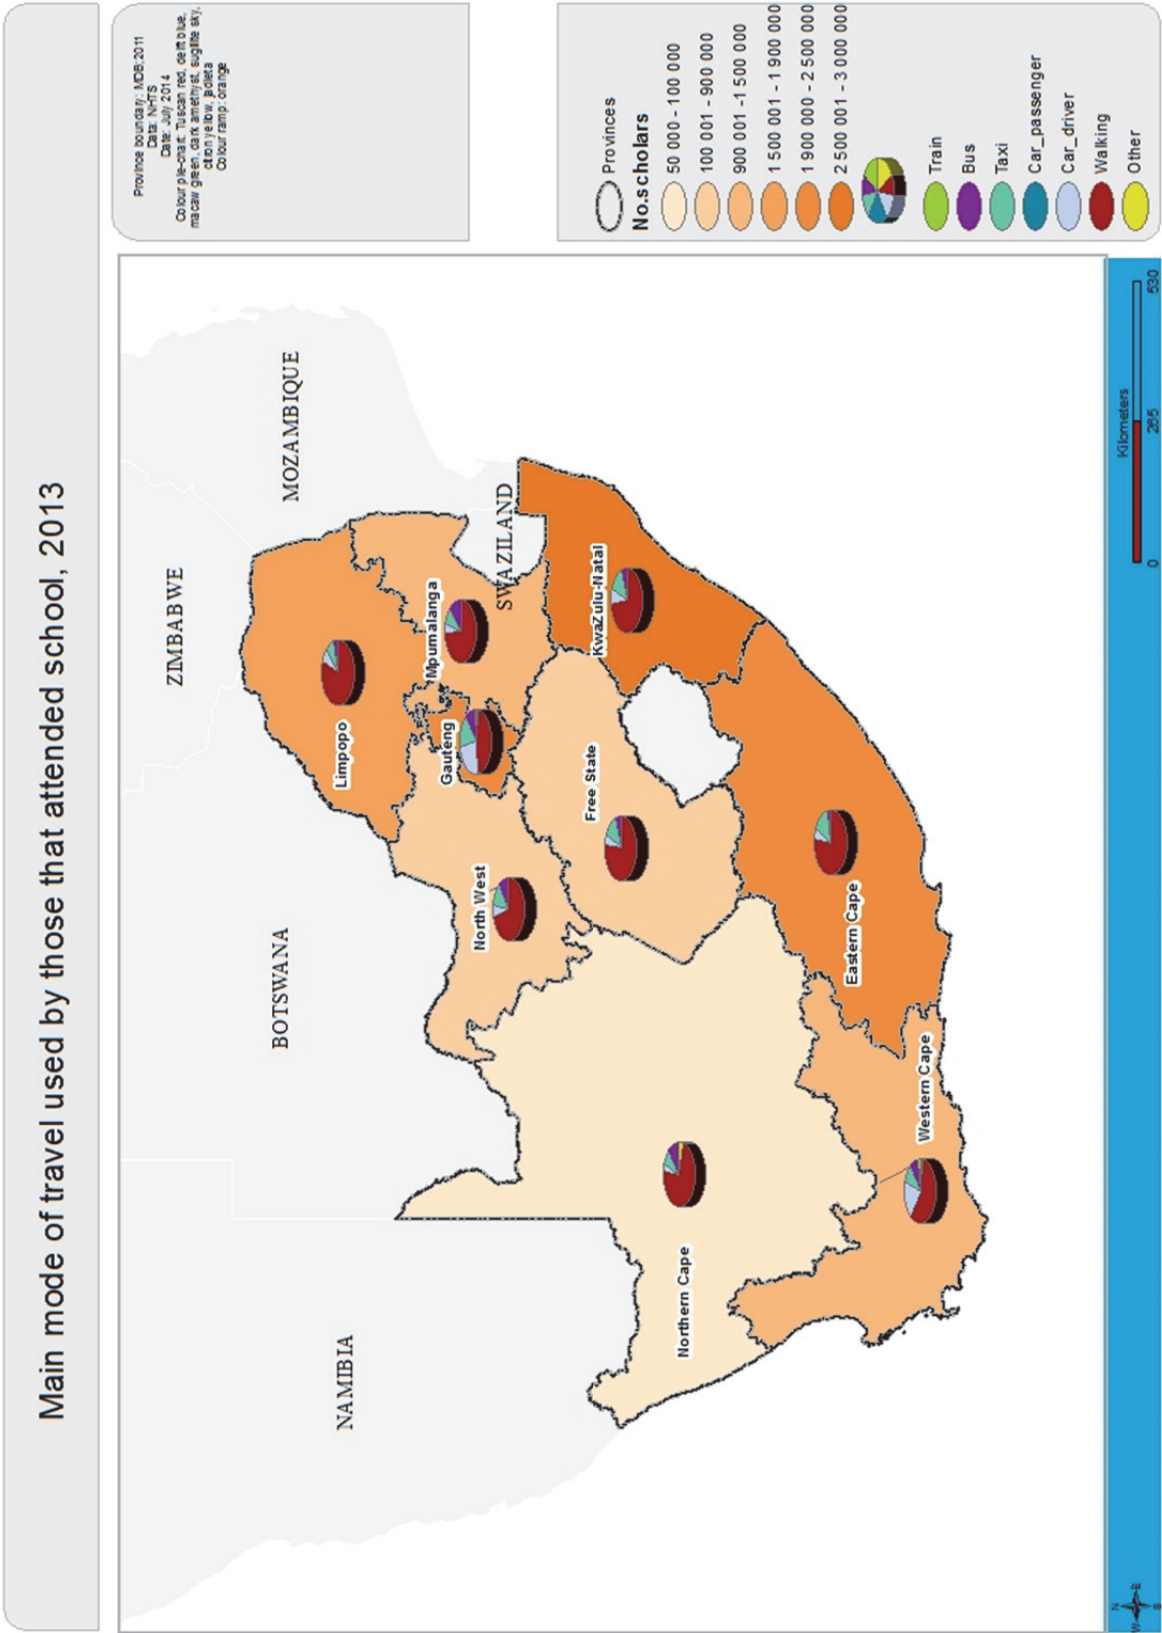 Main mode of travel used by those that attended school, 2013
Province boundary: MDB;2011
Data: NHTS
Date: July 2014
Colour pie-chart: Tuscan red, delft blue,
macaw green, dark amethyst, sugilite sky,
citron yellow, jadieta
Colour ramp: orange
ZIMBABWE
MOZAMBIQUE
BOTSWANA
NAMIBIA
SWAZILAND
Limpopo
Mpumalanga
Gauteng
North West
KwaZulu-Natal
Free State
Northern Cape
Eastern Cape
Western Cape
Provinces
No.scholars
50 000 - 100 000
100 001 - 900 000
900 001 -1 500 000
1 500 001 - 1 900 000
1 900 000 - 2 500 000
2 500 001 - 3 000 000
Train
Bus
Taxi
Car_passenger
Car_driver
Walking
Other
N
W E
S
Kilometers
0 265 530